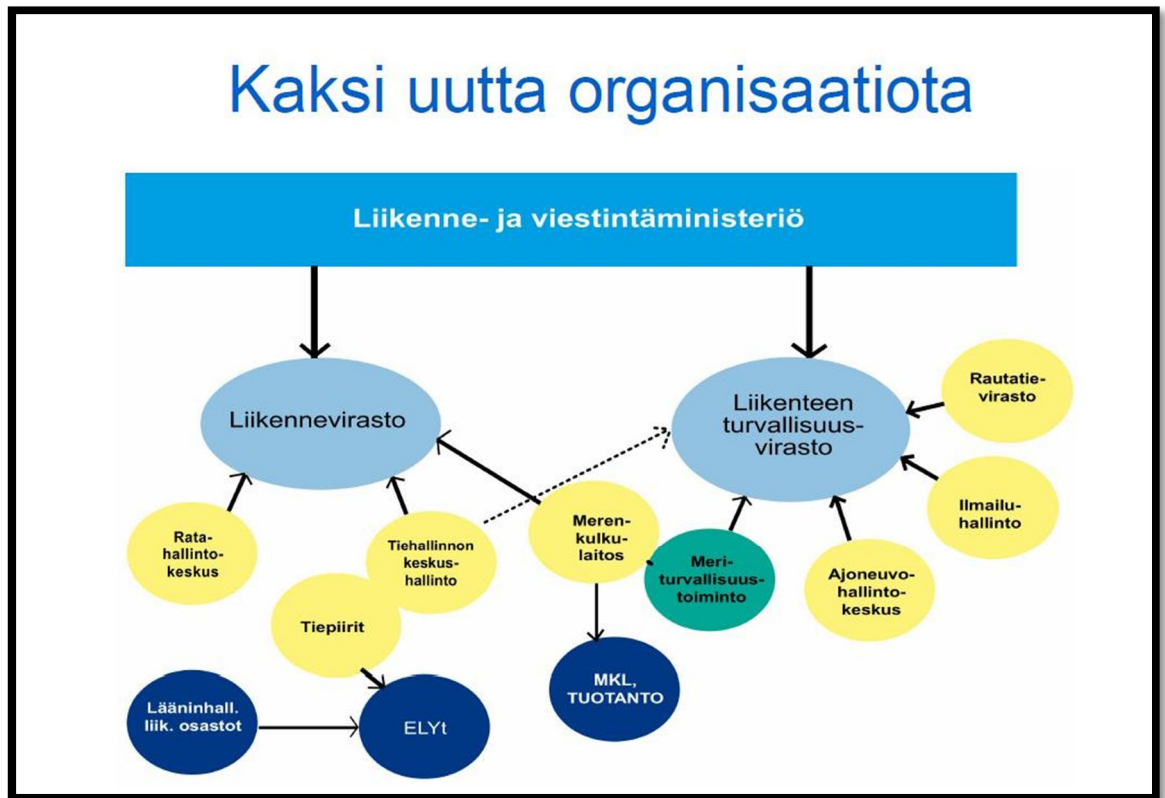 Kaksi uutta organisaatiota
Liikenne- ja viestintäministeriö
Liikennevirasto
Liikenteen
turvallisuus-
virasto
Rautatie-
virasto
Ilmailu-
hallinto
Rata-
hallinto-
keskus
Tiehallinnon
keskus-
hallinto
Meren-
kulku-
laitos
Meri-
turvallisuus-
toiminto
Ajoneuvo-
hallinto-
keskus
Tiepiirit
Lääninhall.
liik. osastot
ELYt
MKL,
TUOTANTO